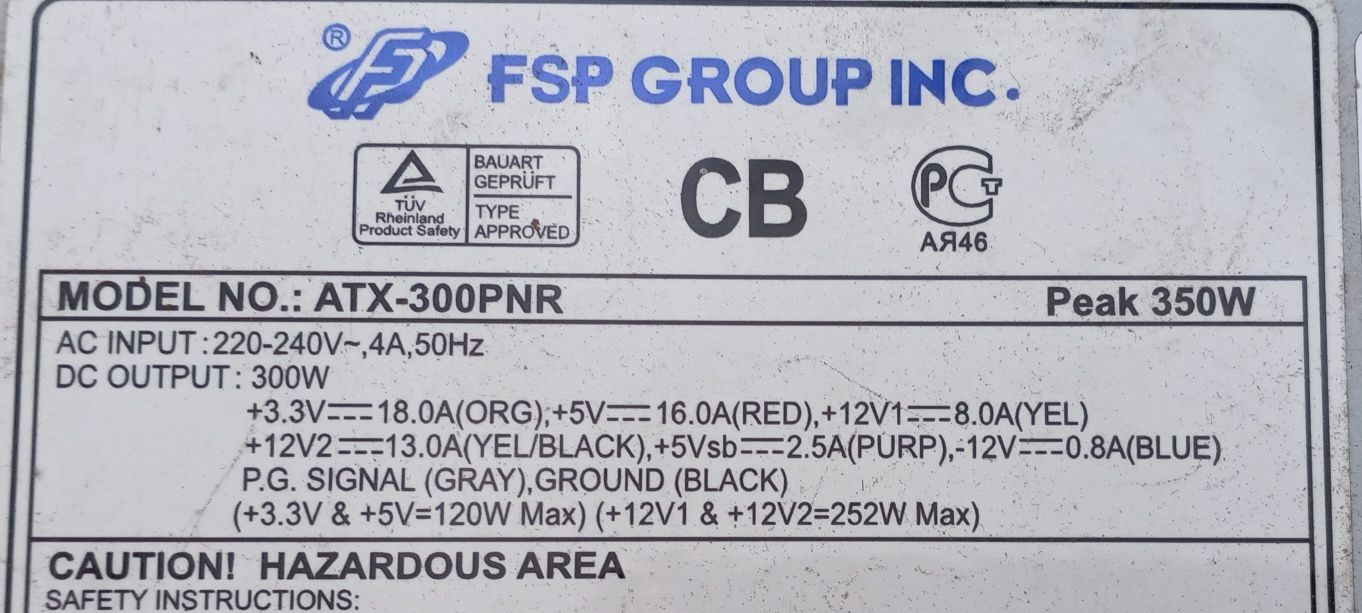 ® FSP GROUP INC.
BAUART
GEPRÜFT
TÜV
Rheinland
Product Safety
TYPE
APPROVED
CB
РСТ
АЯ46
MODEL NO.: ATX-300PNR Peak 350W
AC INPUT:220-240V~,4A,50Hz
DC OUTPUT: 300W
+3.3V⎓18.0A(ORG),+5V⎓16.0A(RED),+12V1⎓8.0A(YEL)
+12V2⎓13.0A(YEL/BLACK),+5Vsb⎓2.5A(PURP),-12V⎓0.8A(BLUE)
P.G. SIGNAL (GRAY),GROUND (BLACK)
(+3.3V & +5V=120W Max) (+12V1 & +12V2=252W Max)
CAUTION! HAZARDOUS AREA
SAFETY INSTRUCTIONS: